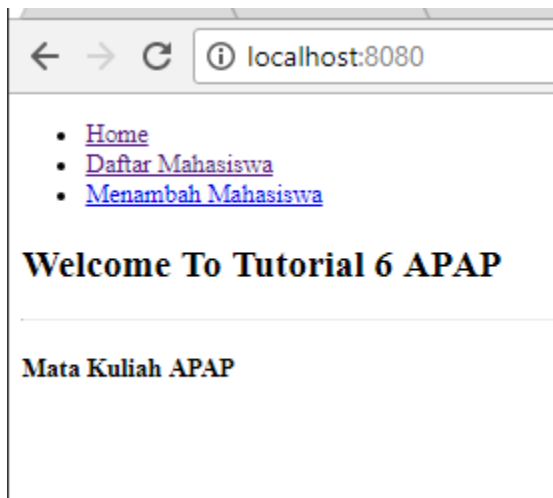 localhost:8080
Home
Daftar Mahasiswa
Menambah Mahasiswa
Welcome To Tutorial 6 APAP
Mata Kuliah APAP